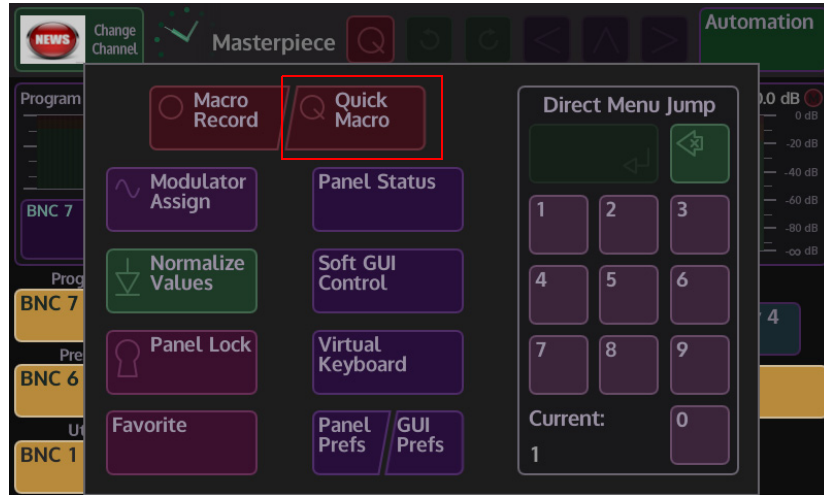 NEWS
Change
Channel
Masterpiece
Q
Automation
Program
Macro
Record
Q
Quick
Macro
Direct Menu Jump
0.0 dB
0 dB
-20 dB
-40 dB
-60 dB
-80 dB
-∞ dB
Modulator
Assign
Panel Status
1
2
3
BNC 7
Normalize
Values
Soft GUI
Control
4
5
6
Prog
BNC 7
4
Panel Lock
Virtual
Keyboard
7
8
9
Pre
BNC 6
Favorite
Panel
Prefs
GUI
Prefs
Current:
1
0
Ut
BNC 1